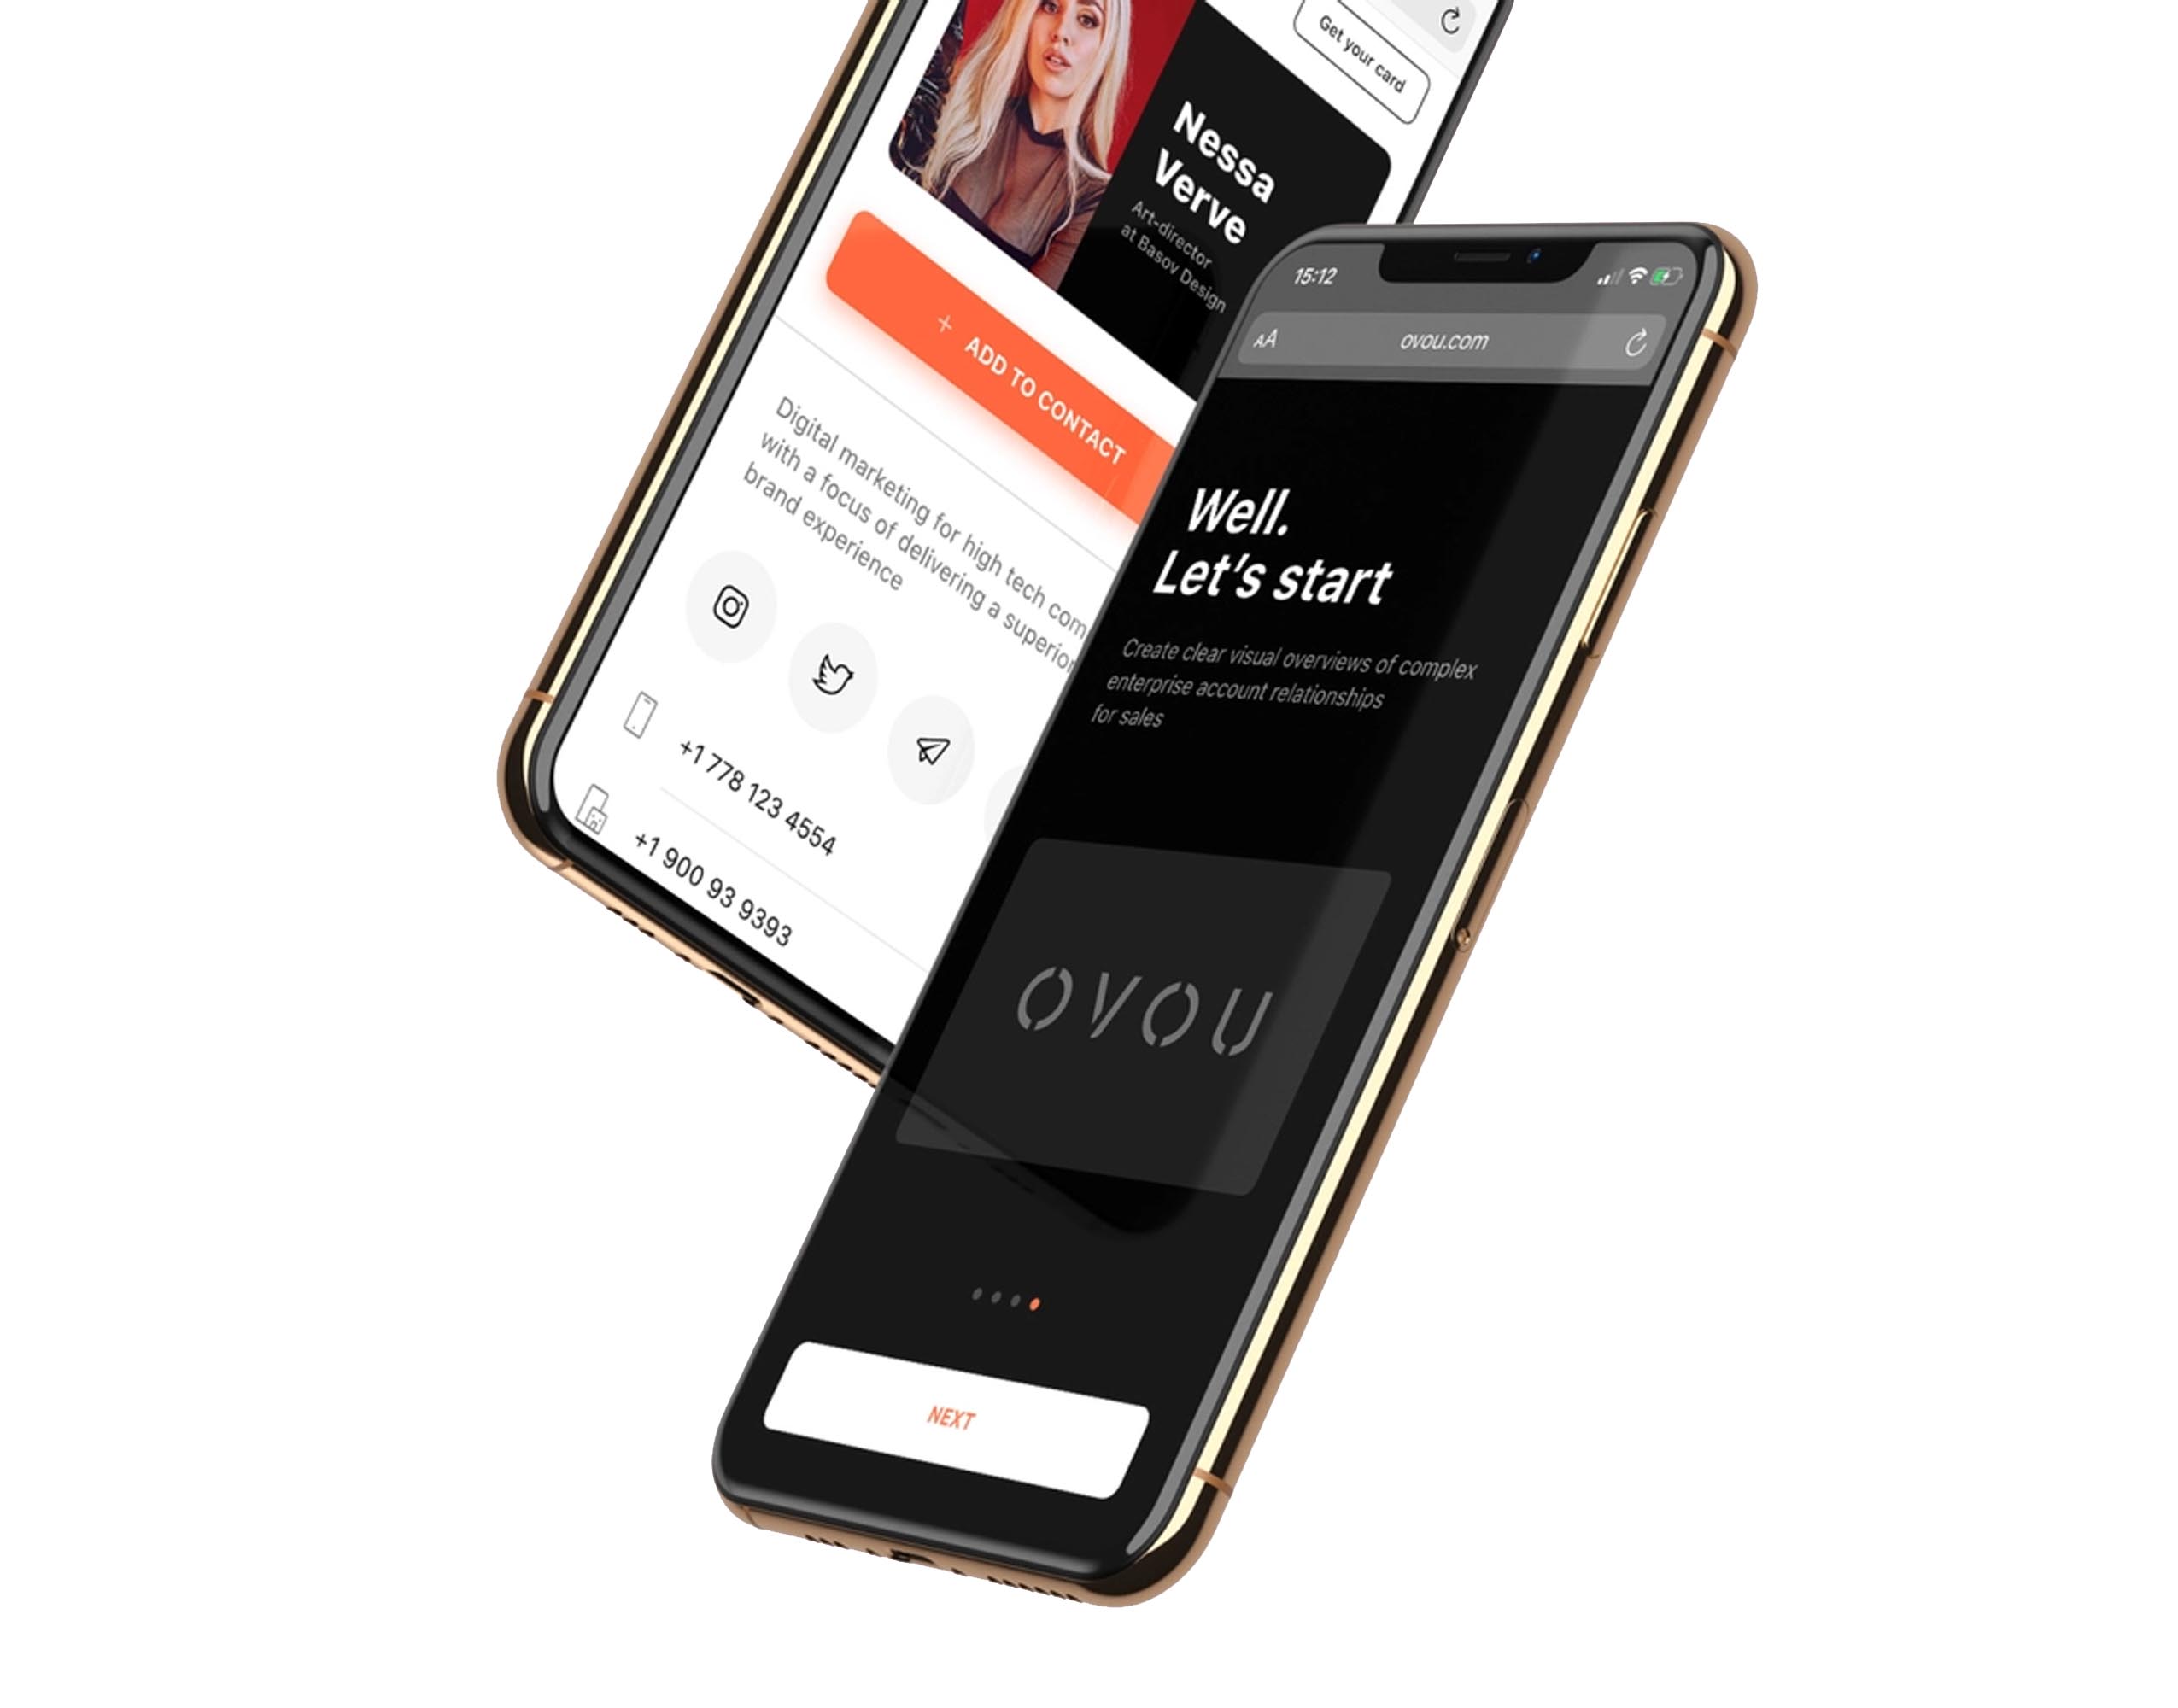 Get your card
Nessa
Verve
Art-director
at Basov Design
+ ADD TO CONTACT
Digital marketing for high tech com
with a focus of delivering a superior
brand experience
+1 778 123 4554
+1 900 93 9393
15:12
AA ovou.com
Well.
Let's start
Create clear visual overviews of complex
enterprise account relationships
for sales
OVOU
NEXT